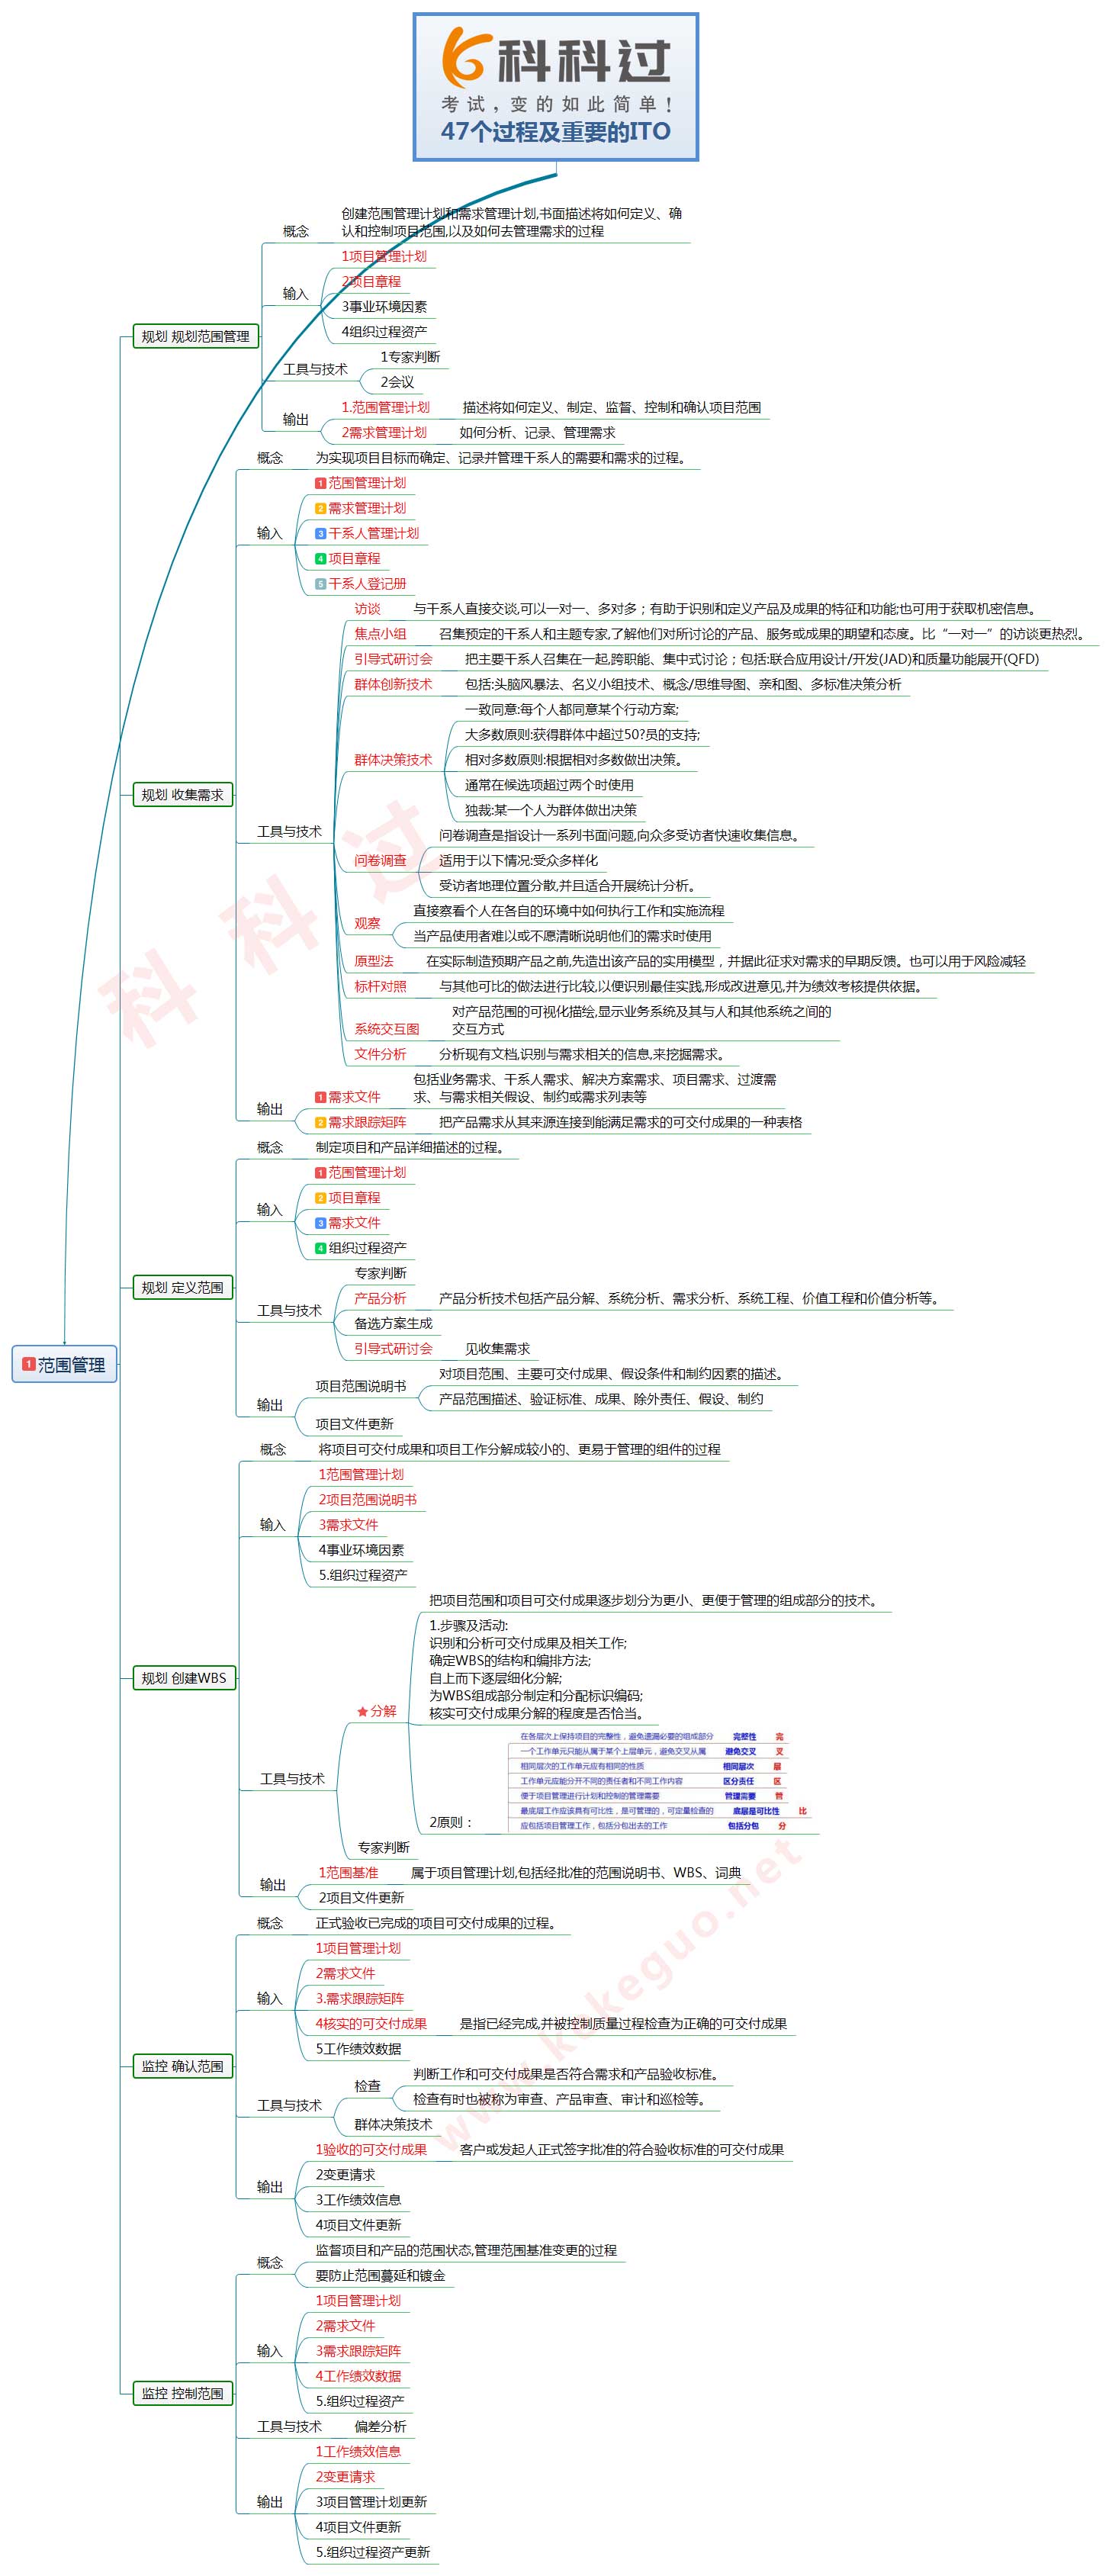 科科过
考试,变的如此简单!
47个过程及重要的ITO
1 范围管理
规划 规划范围管理
概念
创建范围管理计划和需求管理计划,书面描述将如何定义、确
认和控制项目范围,以及如何去管理需求的过程
输入
1项目管理计划
2项目章程
3事业环境因素
4组织过程资产
工具与技术
1专家判断
2会议
输出
1.范围管理计划 描述将如何定义、制定、监督、控制和确认项目范围
2需求管理计划 如何分析、记录、管理需求
规划 收集需求
概念 为实现项目目标而确定、记录并管理干系人的需要和需求的过程。
输入
1 范围管理计划
2 需求管理计划
3 干系人管理计划
4 项目章程
5 干系人登记册
工具与技术
访谈 与干系人直接交谈,可以一对一、多对多；有助于识别和定义产品及成果的特征和功能;也可用于获取机密信息。
焦点小组 召集预定的干系人和主题专家,了解他们对所讨论的产品、服务或成果的期望和态度。比“一对一”的访谈更热烈。
引导式研讨会 把主要干系人召集在一起,跨职能、集中式讨论；包括:联合应用设计/开发(JAD)和质量功能展开(QFD)
群体创新技术 包括:头脑风暴法、名义小组技术、概念/思维导图、亲和图、多标准决策分析
群体决策技术
一致同意:每个人都同意某个行动方案;
大多数原则:获得群体中超过50?员的支持;
相对多数原则:根据相对多数做出决策。
通常在候选项超过两个时使用
独裁:某一个人为群体做出决策
问卷调查
问卷调查是指设计一系列书面问题,向众多受访者快速收集信息。
适用于以下情况:受众多样化
受访者地理位置分散,并且适合开展统计分析。
观察
直接察看个人在各自的环境中如何执行工作和实施流程
当产品使用者难以或不愿清晰说明他们的需求时使用
原型法 在实际制造预期产品之前,先造出该产品的实用模型，并据此征求对需求的早期反馈。也可以用于风险减轻
标杆对照 与其他可比的做法进行比较,以便识别最佳实践,形成改进意见,并为绩效考核提供依据。
系统交互图
对产品范围的可视化描绘,显示业务系统及其与人和其他系统之间的
交互方式
文件分析 分析现有文档,识别与需求相关的信息,来挖掘需求。
输出
1 需求文件
包括业务需求、干系人需求、解决方案需求、项目需求、过渡需
求、与需求相关假设、制约或需求列表等
2 需求跟踪矩阵 把产品需求从其来源连接到能满足需求的可交付成果的一种表格
规划 定义范围
概念 制定项目和产品详细描述的过程。
输入
1 范围管理计划
2 项目章程
3 需求文件
4 组织过程资产
工具与技术
专家判断
产品分析 产品分析技术包括产品分解、系统分析、需求分析、系统工程、价值工程和价值分析等。
备选方案生成
引导式研讨会 见收集需求
输出
项目范围说明书
对项目范围、主要可交付成果、假设条件和制约因素的描述。
产品范围描述、验证标准、成果、除外责任、假设、制约
项目文件更新
规划 创建WBS
概念 将项目可交付成果和项目工作分解成较小的、更易于管理的组件的过程
输入
1范围管理计划
2项目范围说明书
3需求文件
4事业环境因素
5.组织过程资产
工具与技术
分解
把项目范围和项目可交付成果逐步划分为更小、更便于管理的组成部分的技术。
1.步骤及活动:
识别和分析可交付成果及相关工作;
确定WBS的结构和编排方法;
自上而下逐层细化分解;
为WBS组成部分制定和分配标识编码;
核实可交付成果分解的程度是否恰当。
2原则：
在各层次上保持项目的完整性，避免遗漏必要的组成部分 完整性 完
一个工作单元只能从属于某个上层单元，避免交叉从属 避免交叉 叉
相同层次的工作单元应有相同的性质 相同层次 层
工作单元应能分开不同的责任者和不同工作内容 区分责任 区
便于项目管理进行计划和控制的管理需要 管理需要 管
最底层工作应该具有可比性，是可管理的，可定量检查的 底层是可比性 比
应包括项目管理工作，包括分包出去的工作 包括分包 分
专家判断
输出
1范围基准 属于项目管理计划,包括经批准的范围说明书、WBS、词典
2项目文件更新
监控 确认范围
概念 正式验收已完成的项目可交付成果的过程。
输入
1项目管理计划
2需求文件
3.需求跟踪矩阵
4核实的可交付成果 是指已经完成,并被控制质量过程检查为正确的可交付成果
5工作绩效数据
工具与技术
检查
判断工作和可交付成果是否符合需求和产品验收标准。
检查有时也被称为审查、产品审查、审计和巡检等。
群体决策技术
输出
1验收的可交付成果 客户或发起人正式签字批准的符合验收标准的可交付成果
2变更请求
3工作绩效信息
4项目文件更新
监控 控制范围
概念
监督项目和产品的范围状态,管理范围基准变更的过程
要防止范围蔓延和镀金
输入
1项目管理计划
2需求文件
3需求跟踪矩阵
4工作绩效数据
5.组织过程资产
工具与技术 偏差分析
输出
1工作绩效信息
2变更请求
3项目管理计划更新
4项目文件更新
5.组织过程资产更新
科科过
www.kekeguo.net